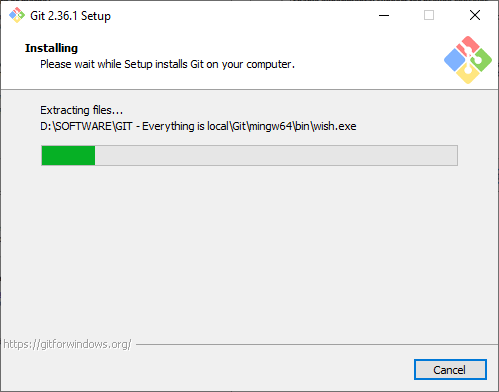 Git 2.36.1 Setup
Installing
Please wait while Setup installs Git on your computer.
Extracting files...
D:\SOFTWARE\GIT - Everything is local\Git\mingw64\bin\wish.exe
https://gitforwindows.org/
Cancel